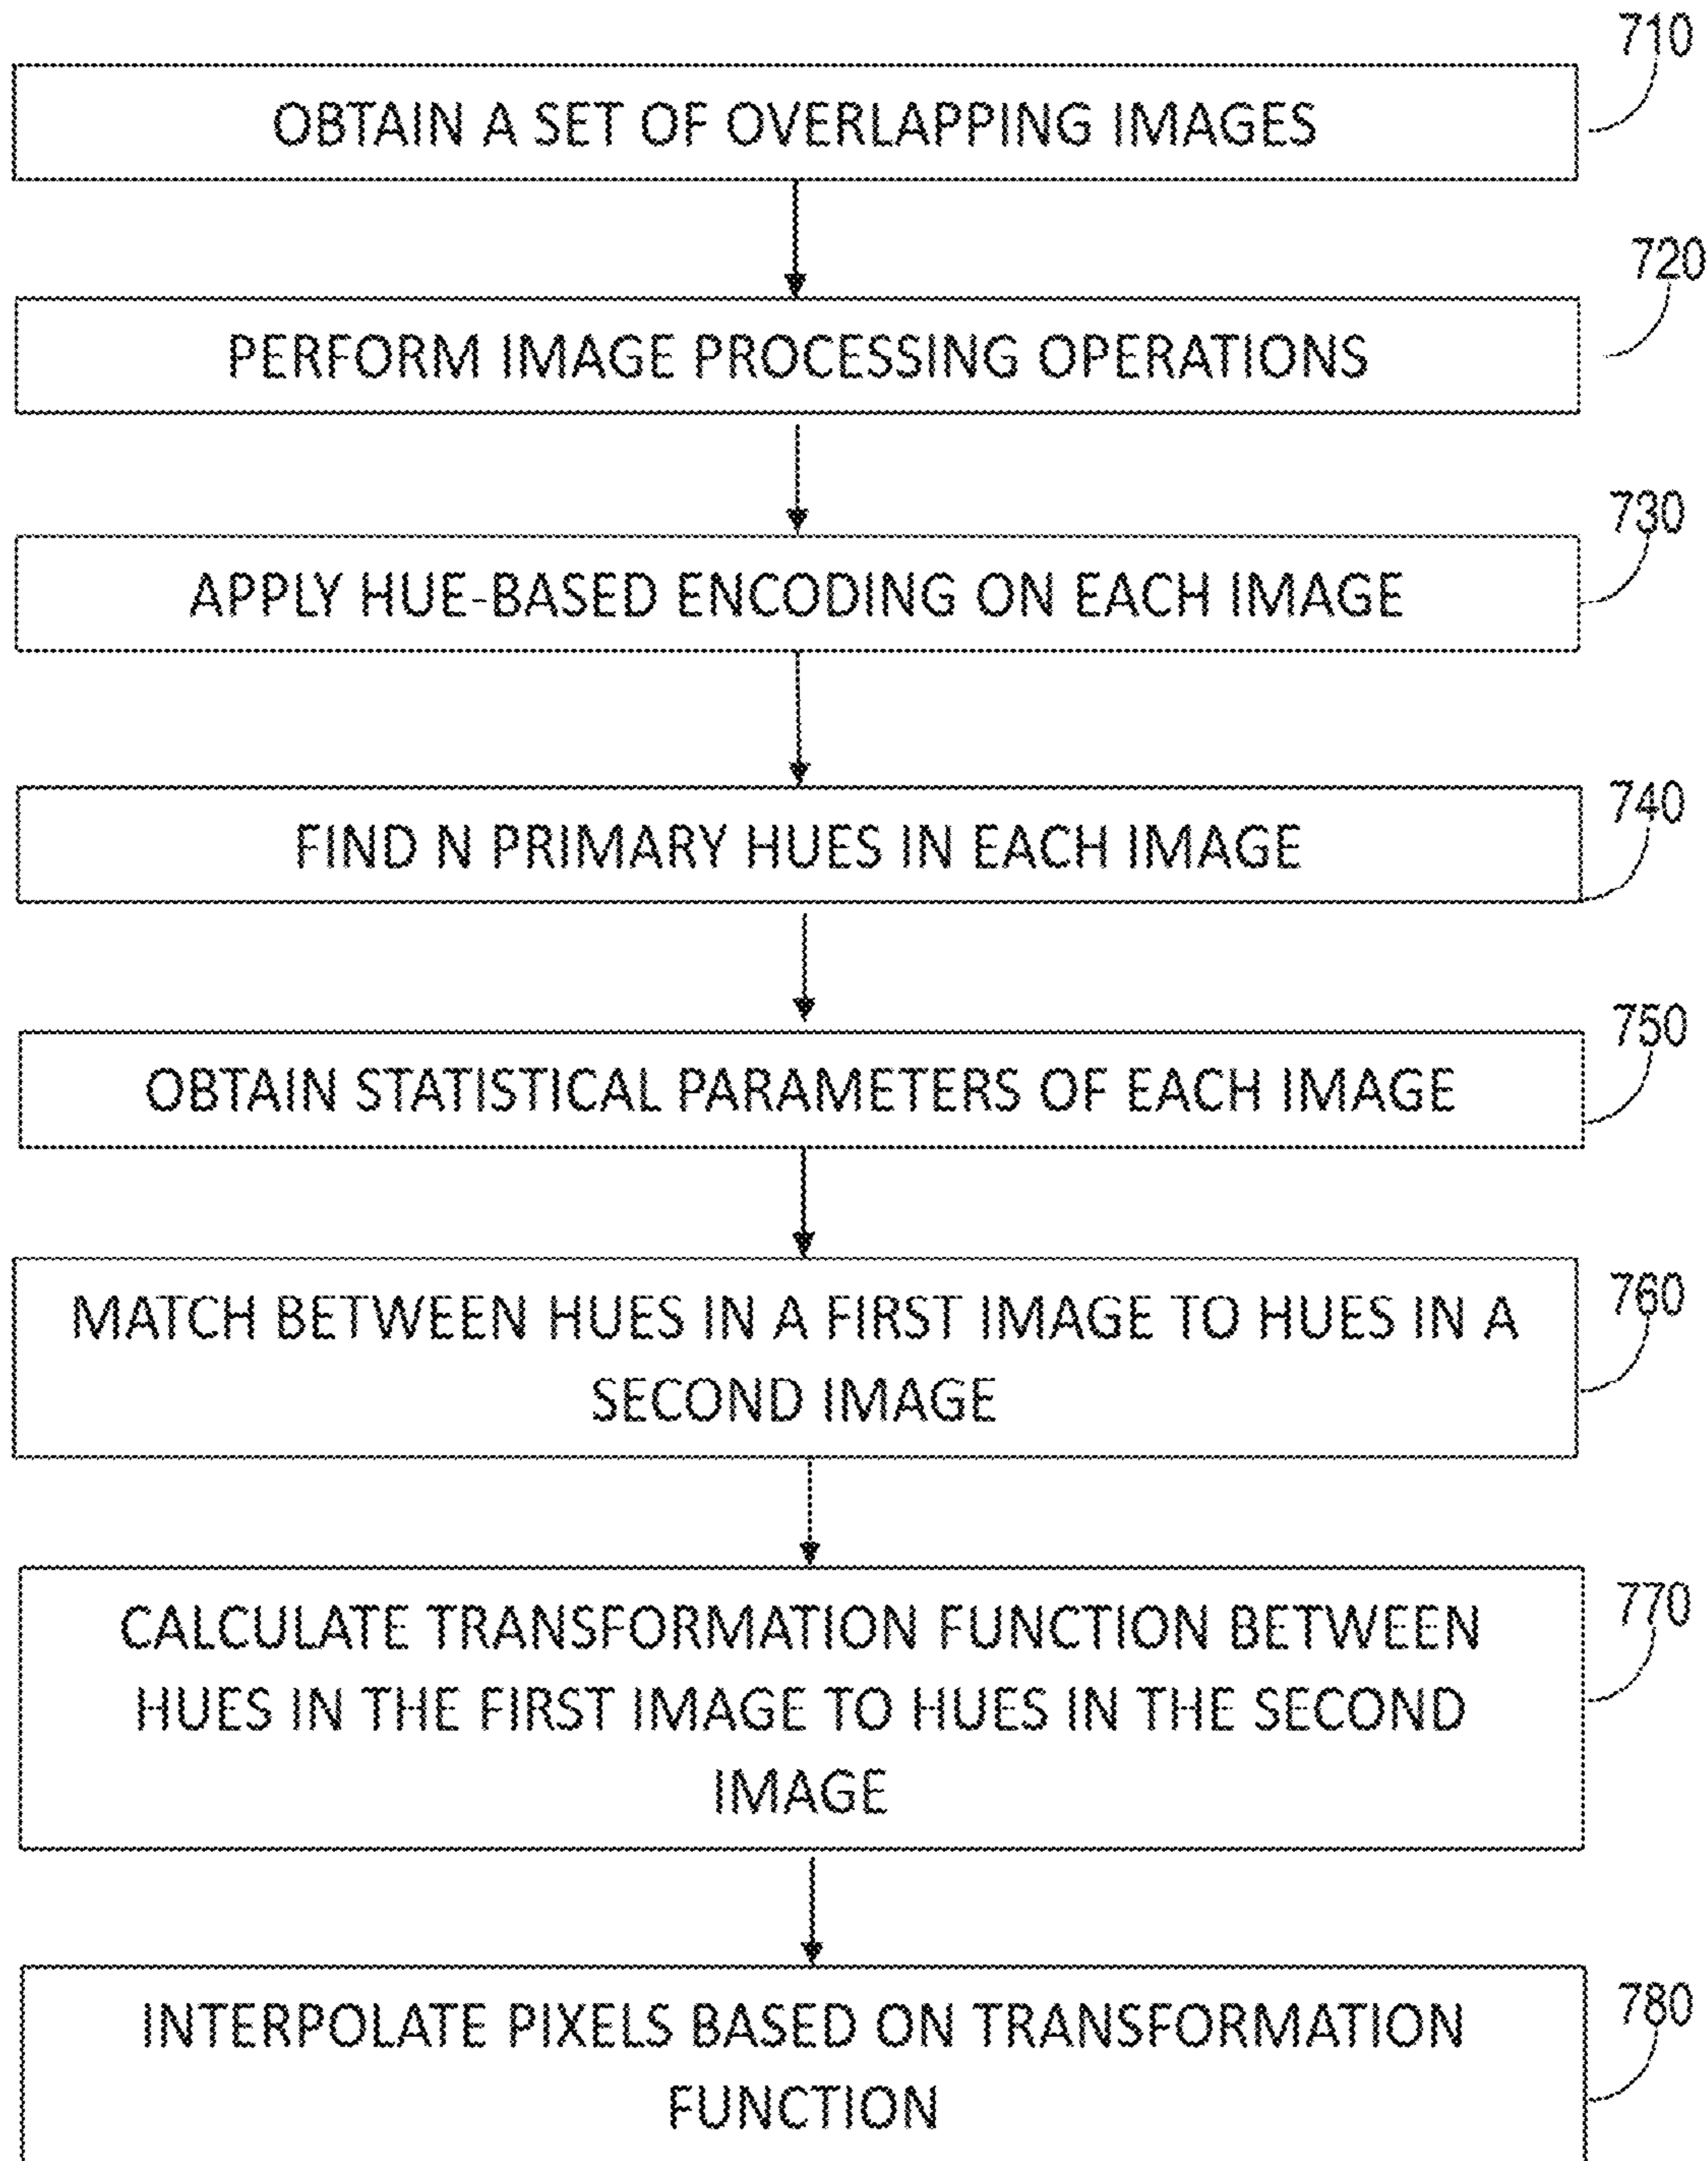 710
OBTAIN A SET OF OVERLAPPING IMAGES
720
PERFORM IMAGE PROCESSING OPERATIONS
730
APPLY HUE-BASED ENCODING ON EACH IMAGE
740
FIND N PRIMARY HUES IN EACH IMAGE
750
OBTAIN STATISTICAL PARAMETERS OF EACH IMAGE
760
MATCH BETWEEN HUES IN A FIRST IMAGE TO HUES IN A
SECOND IMAGE
770
CALCULATE TRANSFORMATION FUNCTION BETWEEN
HUES IN THE FIRST IMAGE TO HUES IN THE SECOND
IMAGE
780
INTERPOLATE PIXELS BASED ON TRANSFORMATION
FUNCTION